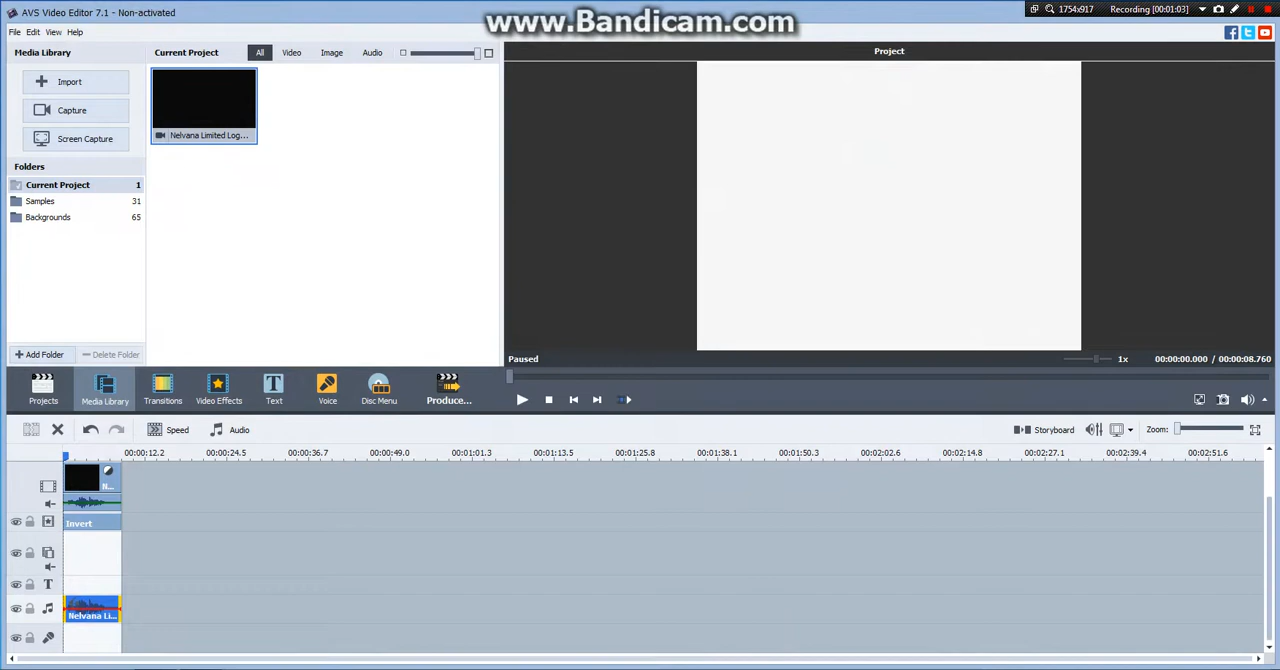 AVS Video Editor 7.1 - Non-activated
www.Bandicam.com
1754x917
Recording [00:01:03]
File Edit View Help
Media Library
Current Project
All Video Image Audio
Project
Import
Capture
Screen Capture
Nelvana Limited Log...
Folders
Current Project 1
Samples 31
Backgrounds 65
Add Folder
Delete Folder
Paused
1x
00:00:00.000 / 00:00:08.760
Projects
Media Library
Transitions
Video Effects
Text
Voice
Disc Menu
Produce...
Speed
Audio
Storyboard
Zoom:
00:00:12.2 00:00:24.5 00:00:36.7 00:00:49.0 00:01:01.3 00:01:13.5 00:01:25.8 00:01:38.1 00:01:50.3 00:02:02.6 00:02:14.8 00:02:27.1 00:02:39.4 00:02:51.6
N...
Invert
T
Nelvana Li...